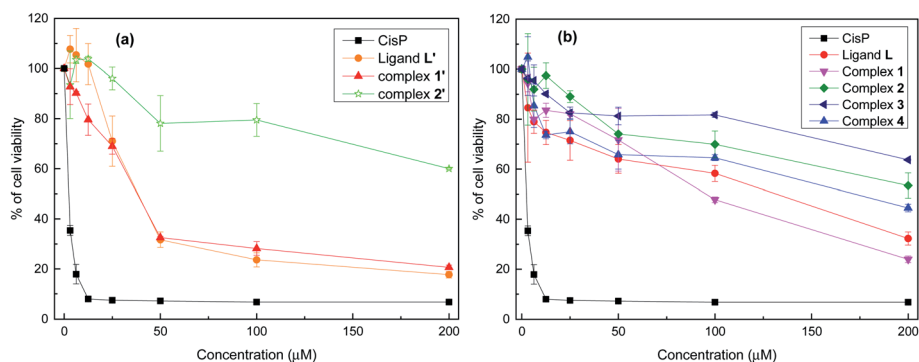 (a)
CisP
Ligand L'
complex 1'
complex 2'
% of cell viability
120
100
80
60
40
20
0
0 50 100 150 200
Concentration (μM)
(b)
CisP
Ligand L
Complex 1
Complex 2
Complex 3
Complex 4
% of cell viability
120
100
80
60
40
20
0
0 50 100 150 200
Concentration (μM)